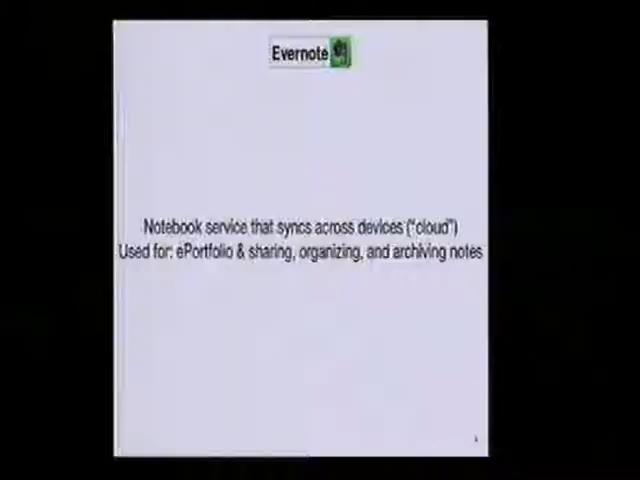 Evernote
Notebook service that syncs across devices ("cloud")
Used for: ePortfolio & sharing, organizing, and archiving notes